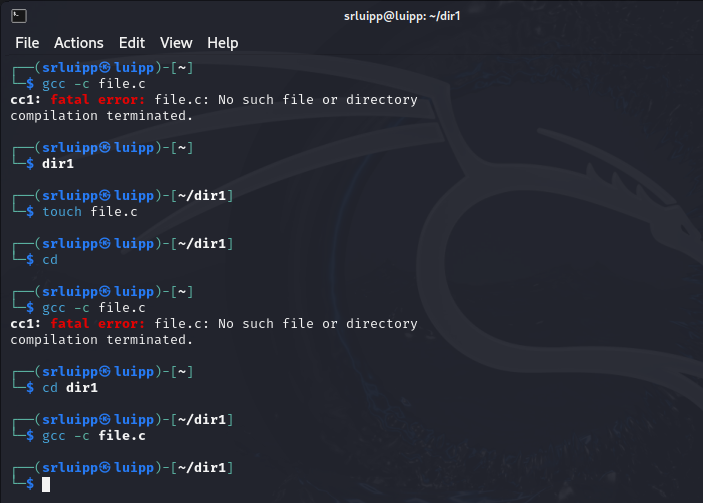 srluipp@luipp: ~/dir1
File Actions Edit View Help
┌──(srluipp㉿luipp)-[~]
└─$ gcc -c file.c
cc1: fatal error: file.c: No such file or directory
compilation terminated.
┌──(srluipp㉿luipp)-[~]
└─$ dir1
┌──(srluipp㉿luipp)-[~/dir1]
└─$ touch file.c
┌──(srluipp㉿luipp)-[~/dir1]
└─$ cd
┌──(srluipp㉿luipp)-[~]
└─$ gcc -c file.c
cc1: fatal error: file.c: No such file or directory
compilation terminated.
┌──(srluipp㉿luipp)-[~]
└─$ cd dir1
┌──(srluipp㉿luipp)-[~/dir1]
└─$ gcc -c file.c
┌──(srluipp㉿luipp)-[~/dir1]
└─$